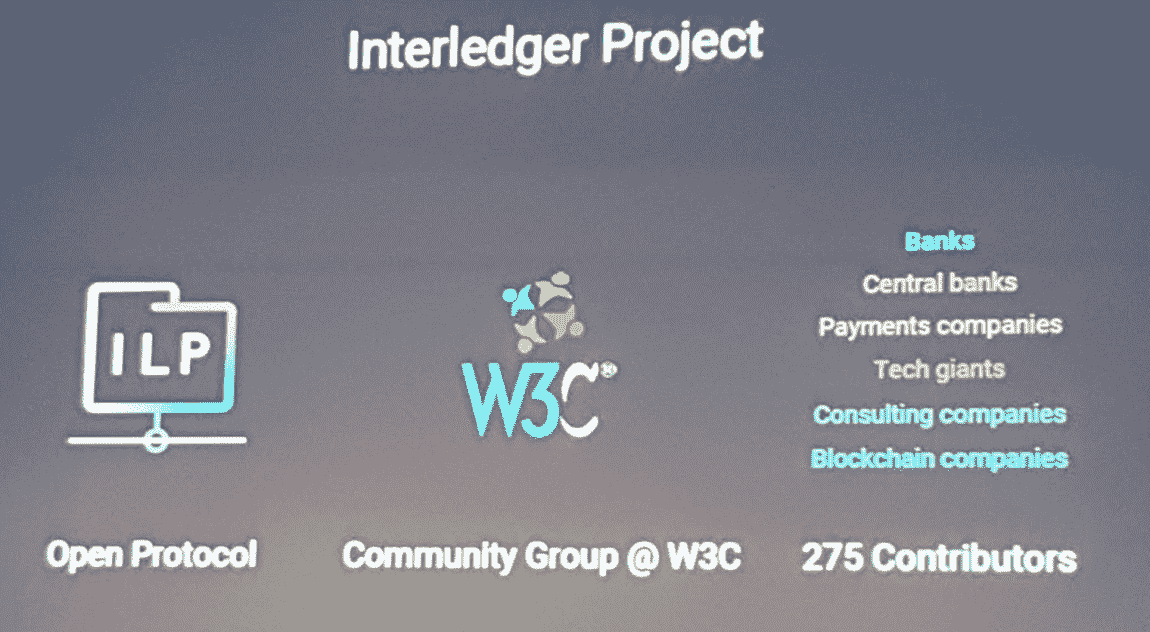 Interledger Project
ILP
Open Protocol
W3C®
Community Group @ W3C
Banks
Central banks
Payments companies
Tech giants
Consulting companies
Blockchain companies
275 Contributors